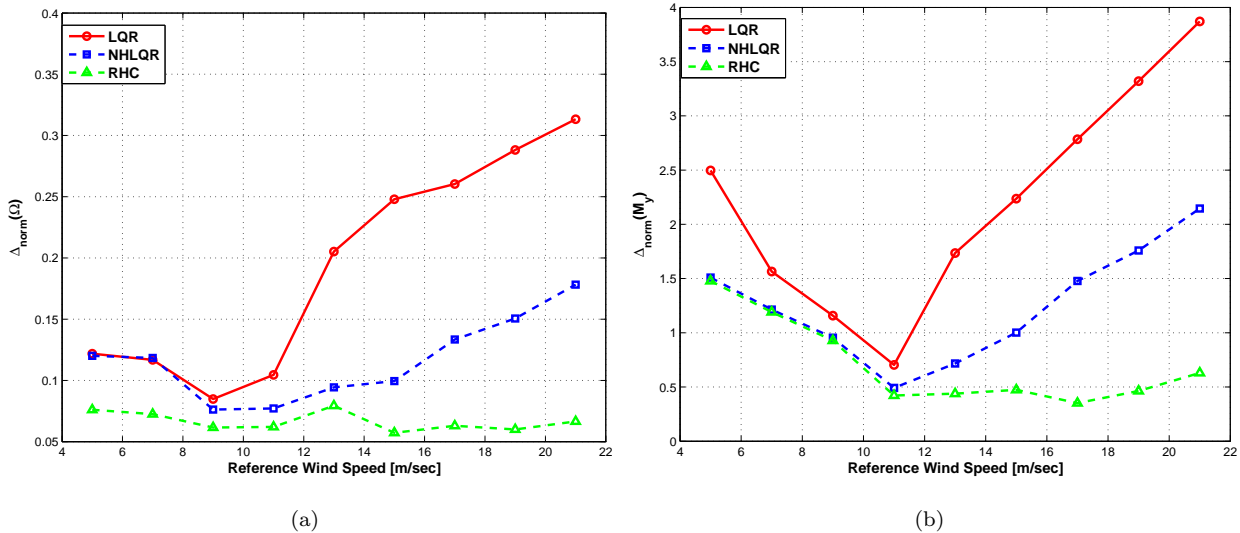 0.4
0.35
0.3
0.25
0.2
0.15
0.1
0.05
Δnorm(Ω)
LQR
NHLQR
RHC
4 6 8 10 12 14 16 18 20 22
Reference Wind Speed [m/sec]
(a)
4
3.5
3
2.5
2
1.5
1
0.5
0
Δnorm(My)
LQR
NHLQR
RHC
4 6 8 10 12 14 16 18 20 22
Reference Wind Speed [m/sec]
(b)